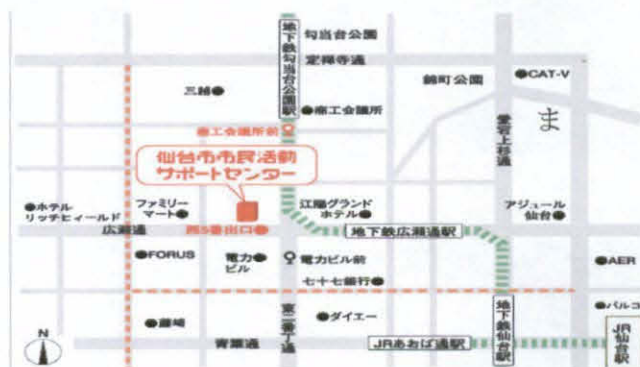 勾当台公園
地下鉄勾当台公園駅
定禅寺通
三越
錦町公園
CAT-V
商工会議所
商工会議所前
愛宕上杉通
ま
仙台市市民活動
サポートセンター
ホテル
リッチフィールド
ファミリー
マート
江陽グランド
ホテル
アジュール
仙台
広瀬通
西5番出口
地下鉄広瀬通駅
FORUS
電力
ビル
電力ビル前
AER
七十七銀行
パルコ
藤崎
東二番丁通
ダイエー
地下鉄仙台駅
JR
仙台駅
N
青葉通
JRあおば通駅